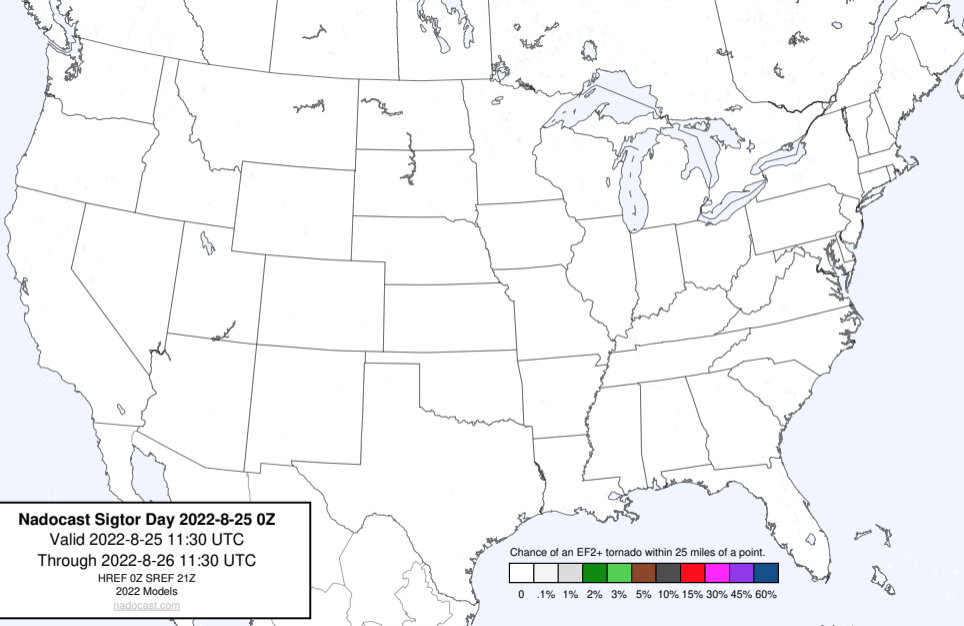 Nadocast Sigtor Day 2022-8-25 0Z
Valid 2022-8-25 11:30 UTC
Through 2022-8-26 11:30 UTC
HREF 0Z SREF 21Z
2022 Models
nadocast.com
Chance of an EF2+ tornado within 25 miles of a point.
0 .1% 1% 2% 3% 5% 10% 15% 30% 45% 60%